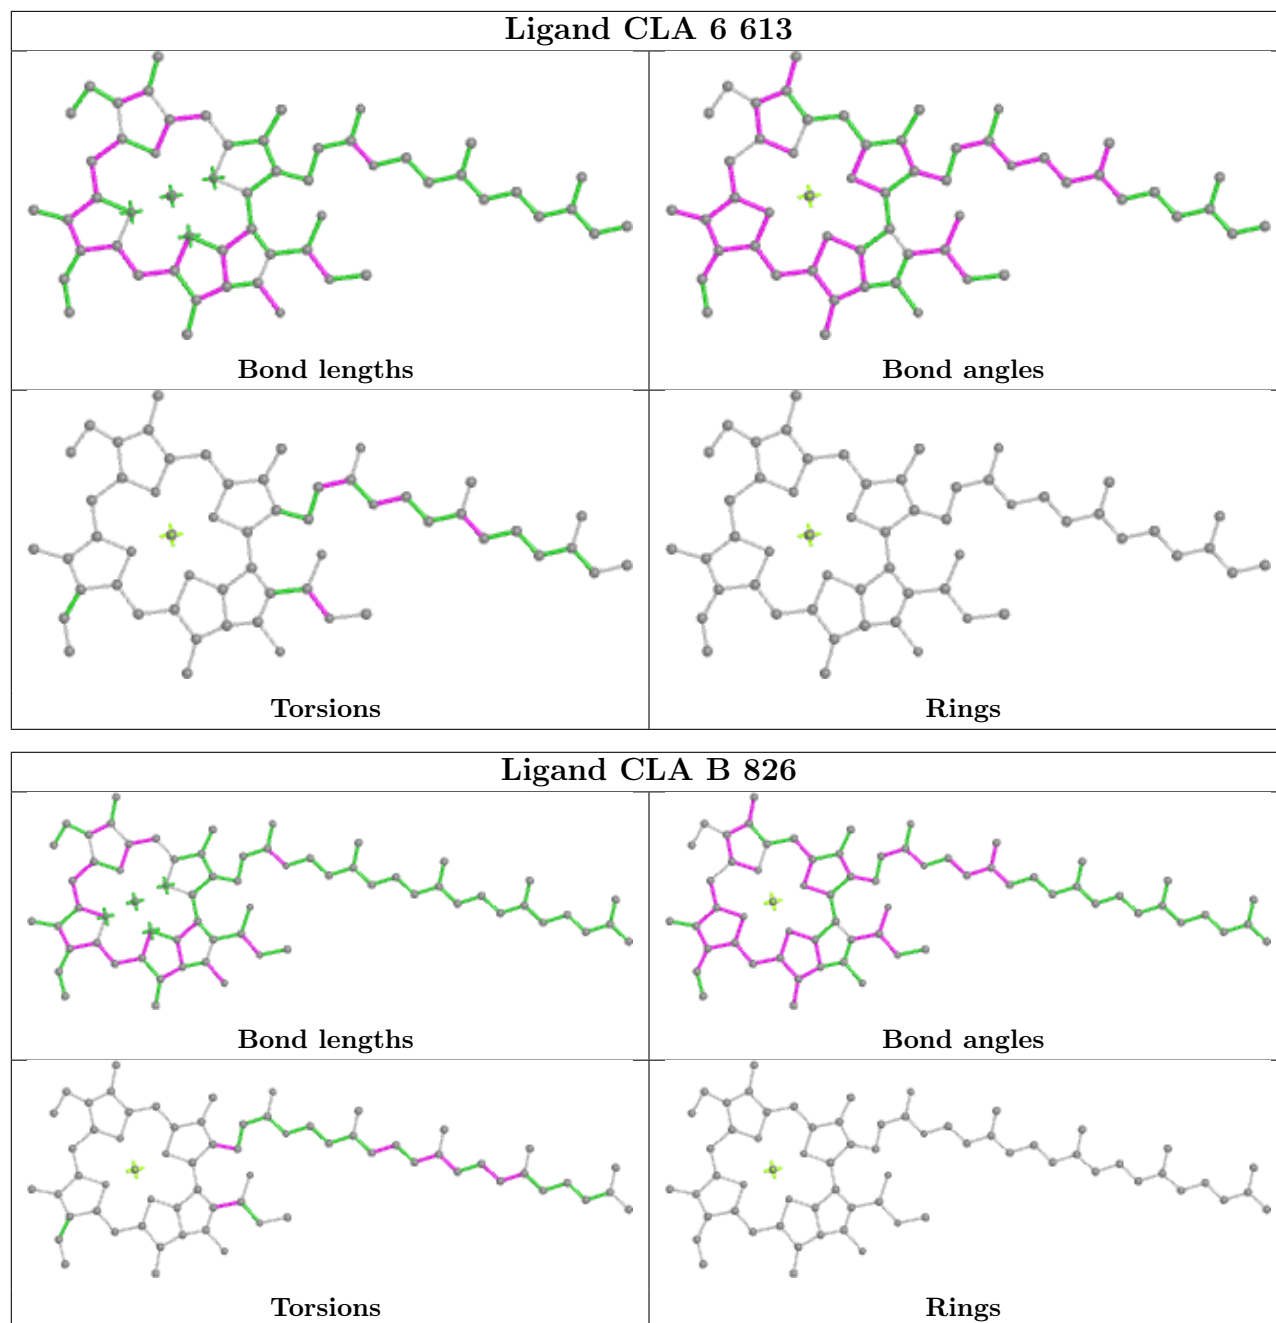 Ligand CLA 6 613
Bond lengths
Bond angles
Torsions
Rings
Ligand CLA B 826
Bond lengths
Bond angles
Torsions
Rings